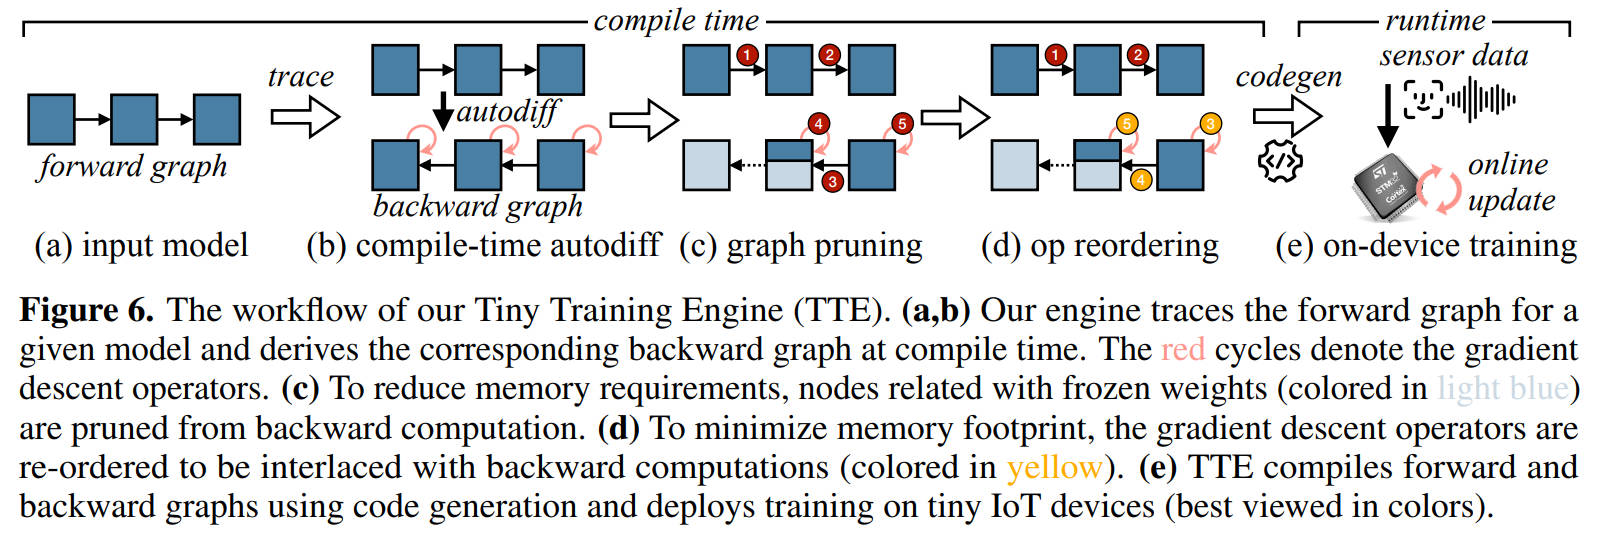 compile time
runtime
trace
autodiff
codegen
sensor data
1
2
1
2
4
5
5
3
3
4
</>
forward graph
backward graph
STM32
Cortex
online
update
(a) input model
(b) compile-time autodiff
(c) graph pruning
(d) op reordering
(e) on-device training
Figure 6. The workflow of our Tiny Training Engine (TTE). (a,b) Our engine traces the forward graph for a
given model and derives the corresponding backward graph at compile time. The red cycles denote the gradient
descent operators. (c) To reduce memory requirements, nodes related with frozen weights (colored in light blue)
are pruned from backward computation. (d) To minimize memory footprint, the gradient descent operators are
re-ordered to be interlaced with backward computations (colored in yellow). (e) TTE compiles forward and
backward graphs using code generation and deploys training on tiny IoT devices (best viewed in colors).